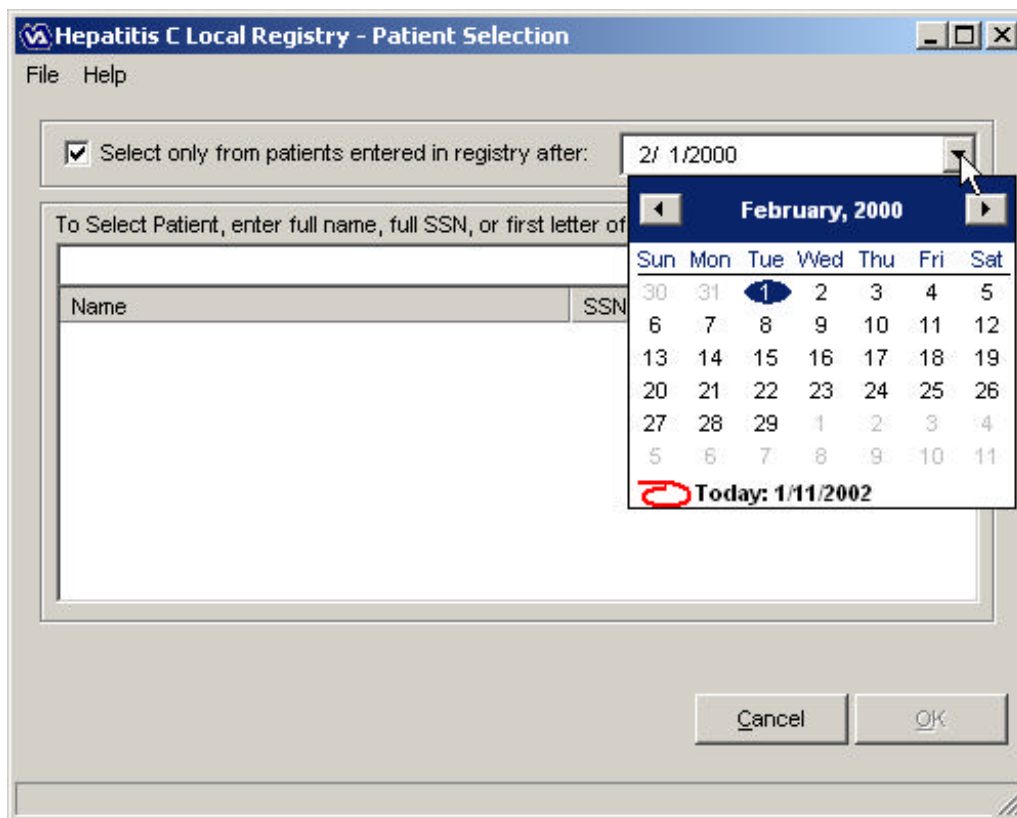 VA Hepatitis C Local Registry - Patient Selection
File Help
Select only from patients entered in registry after: 2/ 1/2000
February, 2000
To Select Patient, enter full name, full SSN, or first letter of
Sun Mon Tue Wed Thu Fri Sat
30 31 1 2 3 4 5
Name SSN
6 7 8 9 10 11 12
13 14 15 16 17 18 19
20 21 22 23 24 25 26
27 28 29 1 2 3 4
5 6 7 8 9 10 11
Today: 1/11/2002
Cancel OK